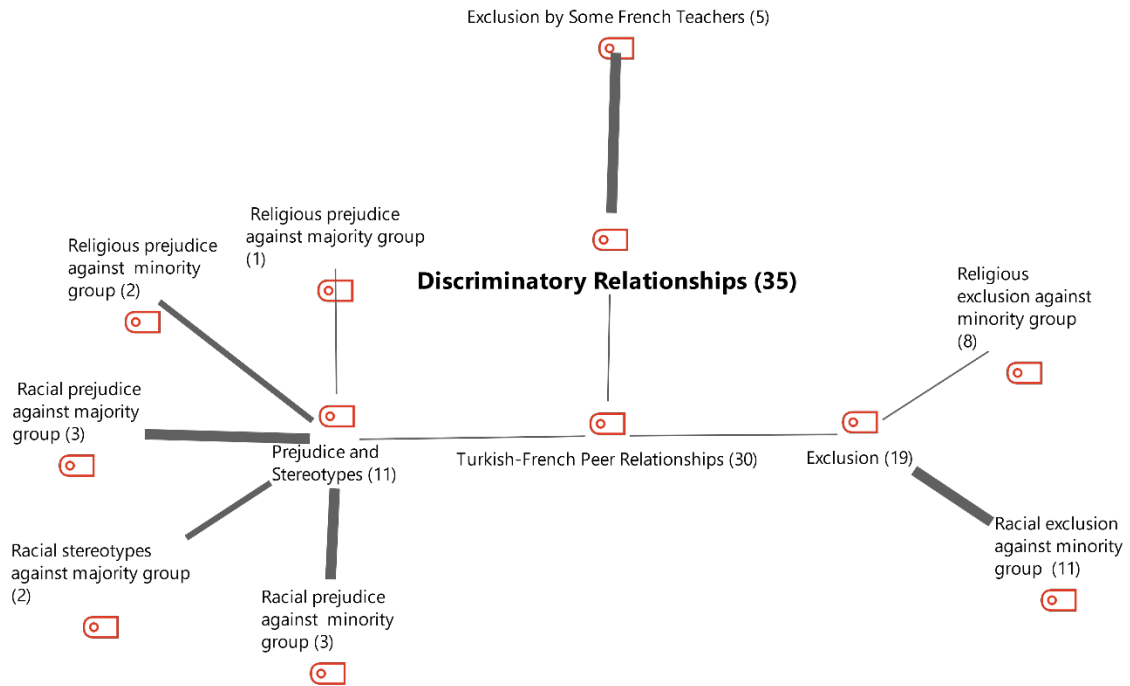 Exclusion by Some French Teachers (5)
Religious prejudice
against majority group
(1)
Religious prejudice
against minority
group (2)
Discriminatory Relationships (35)
Religious
exclusion against
minority group
(8)
Racial prejudice
against majority
group (3)
Prejudice and
Stereotypes (11)
Turkish-French Peer Relationships (30)
Exclusion (19)
Racial stereotypes
against majority group
(2)
Racial prejudice
against minority
group (3)
Racial exclusion
against minority
group (11)